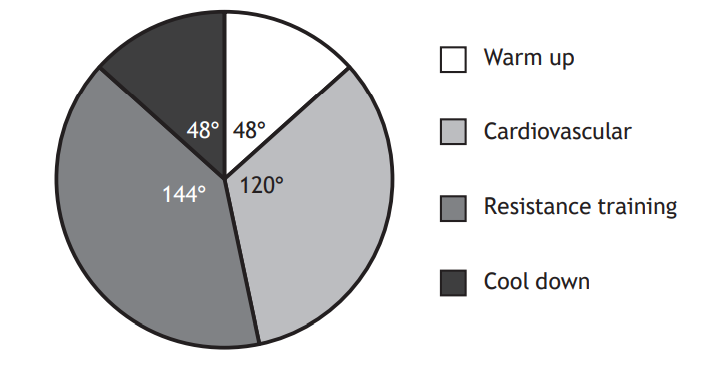 48°
48°
144°
120°
Warm up
Cardiovascular
Resistance training
Cool down